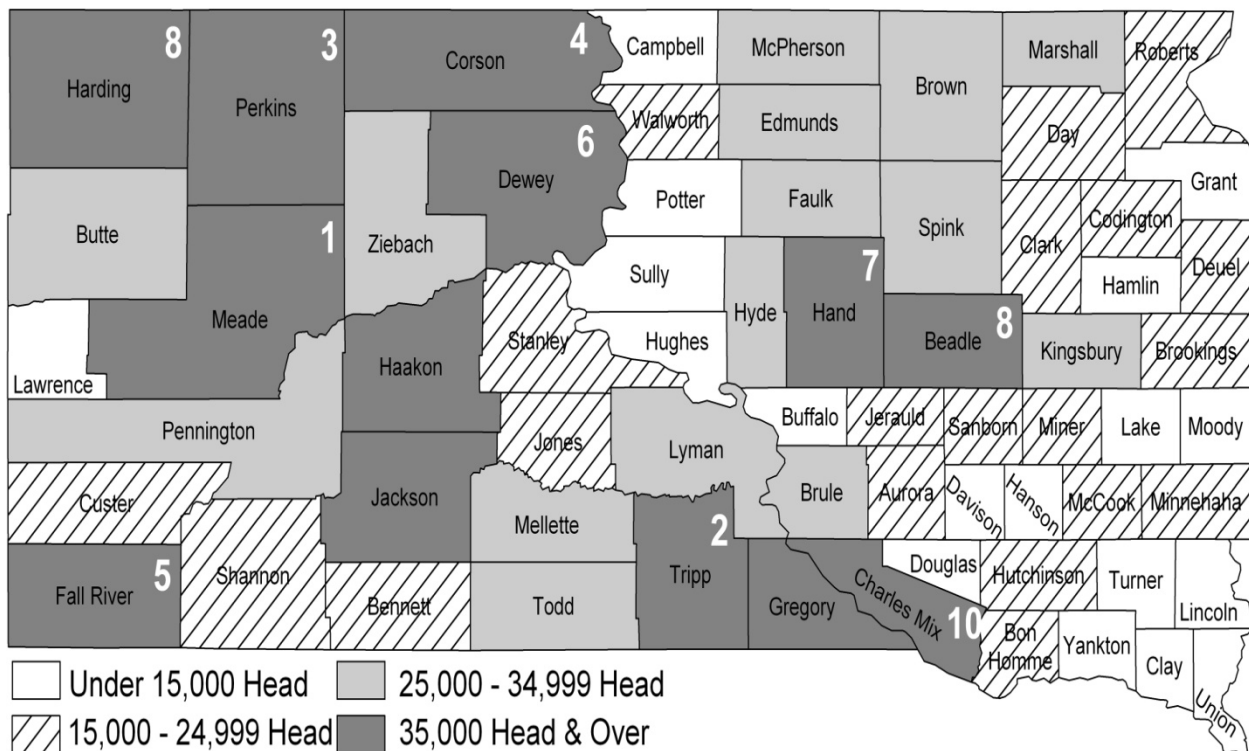 8
3
4
Campbell
McPherson
Marshall
Roberts
Harding
Perkins
Corson
Brown
Walworth
Edmunds
Day
6
Dewey
Potter
Faulk
Grant
Butte
1
Ziebach
Spink
Clark
Codington
Deuel
7
Sully
Hamlin
Meade
Hyde
Hand
8
Stanley
Hughes
Beadle
Kingsbury
Brookings
Haakon
Lawrence
Pennington
Buffalo
Jerauld
Sanborn
Miner
Lake
Moody
Jones
Lyman
Custer
Jackson
Brule
Aurora
Davison
Hanson
McCook
Minnehaha
Mellette
2
5
Fall River
Shannon
Tripp
Douglas
Hutchinson
Turner
Bennett
Todd
Gregory
Charles Mix
10
Lincoln
Bon
Homme
Yankton
Clay
Union
Under 15,000 Head
25,000 - 34,999 Head
15,000 - 24,999 Head
35,000 Head & Over